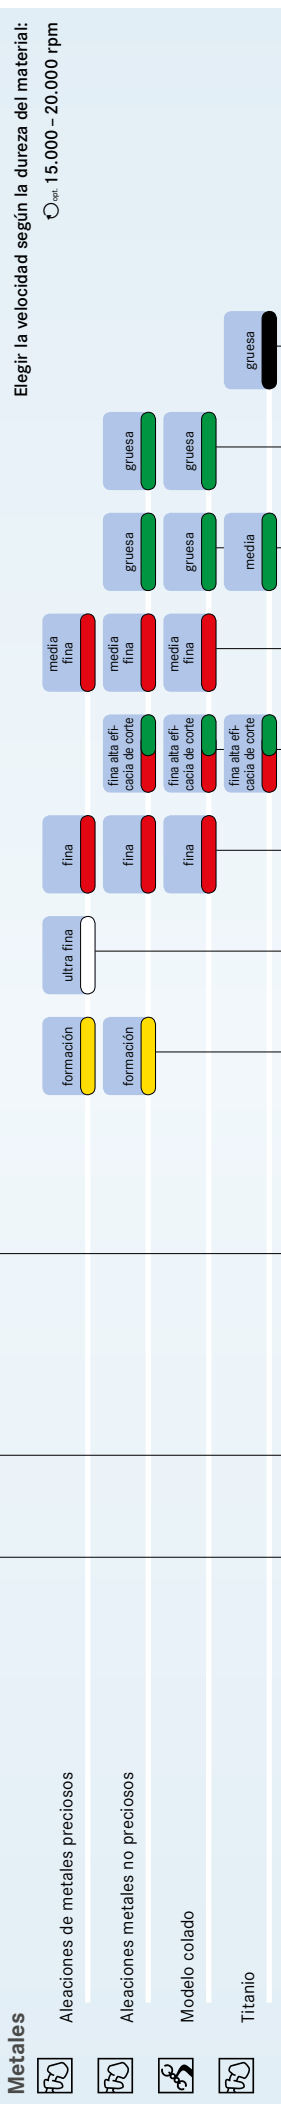 Metales
Elegir la velocidad según la dureza del material:
opt. 15.000 – 20.000 rpm
Aleaciones de metales preciosos
formación
ultra fina
fina
media
fina
Aleaciones metales no preciosos
formación
fina
fina alta efi-
cacia de corte
media
fina
gruesa
gruesa
Modelo colado
fina
fina alta efi-
cacia de corte
media
fina
gruesa
gruesa
Titanio
fina alta efi-
cacia de corte
media
gruesa